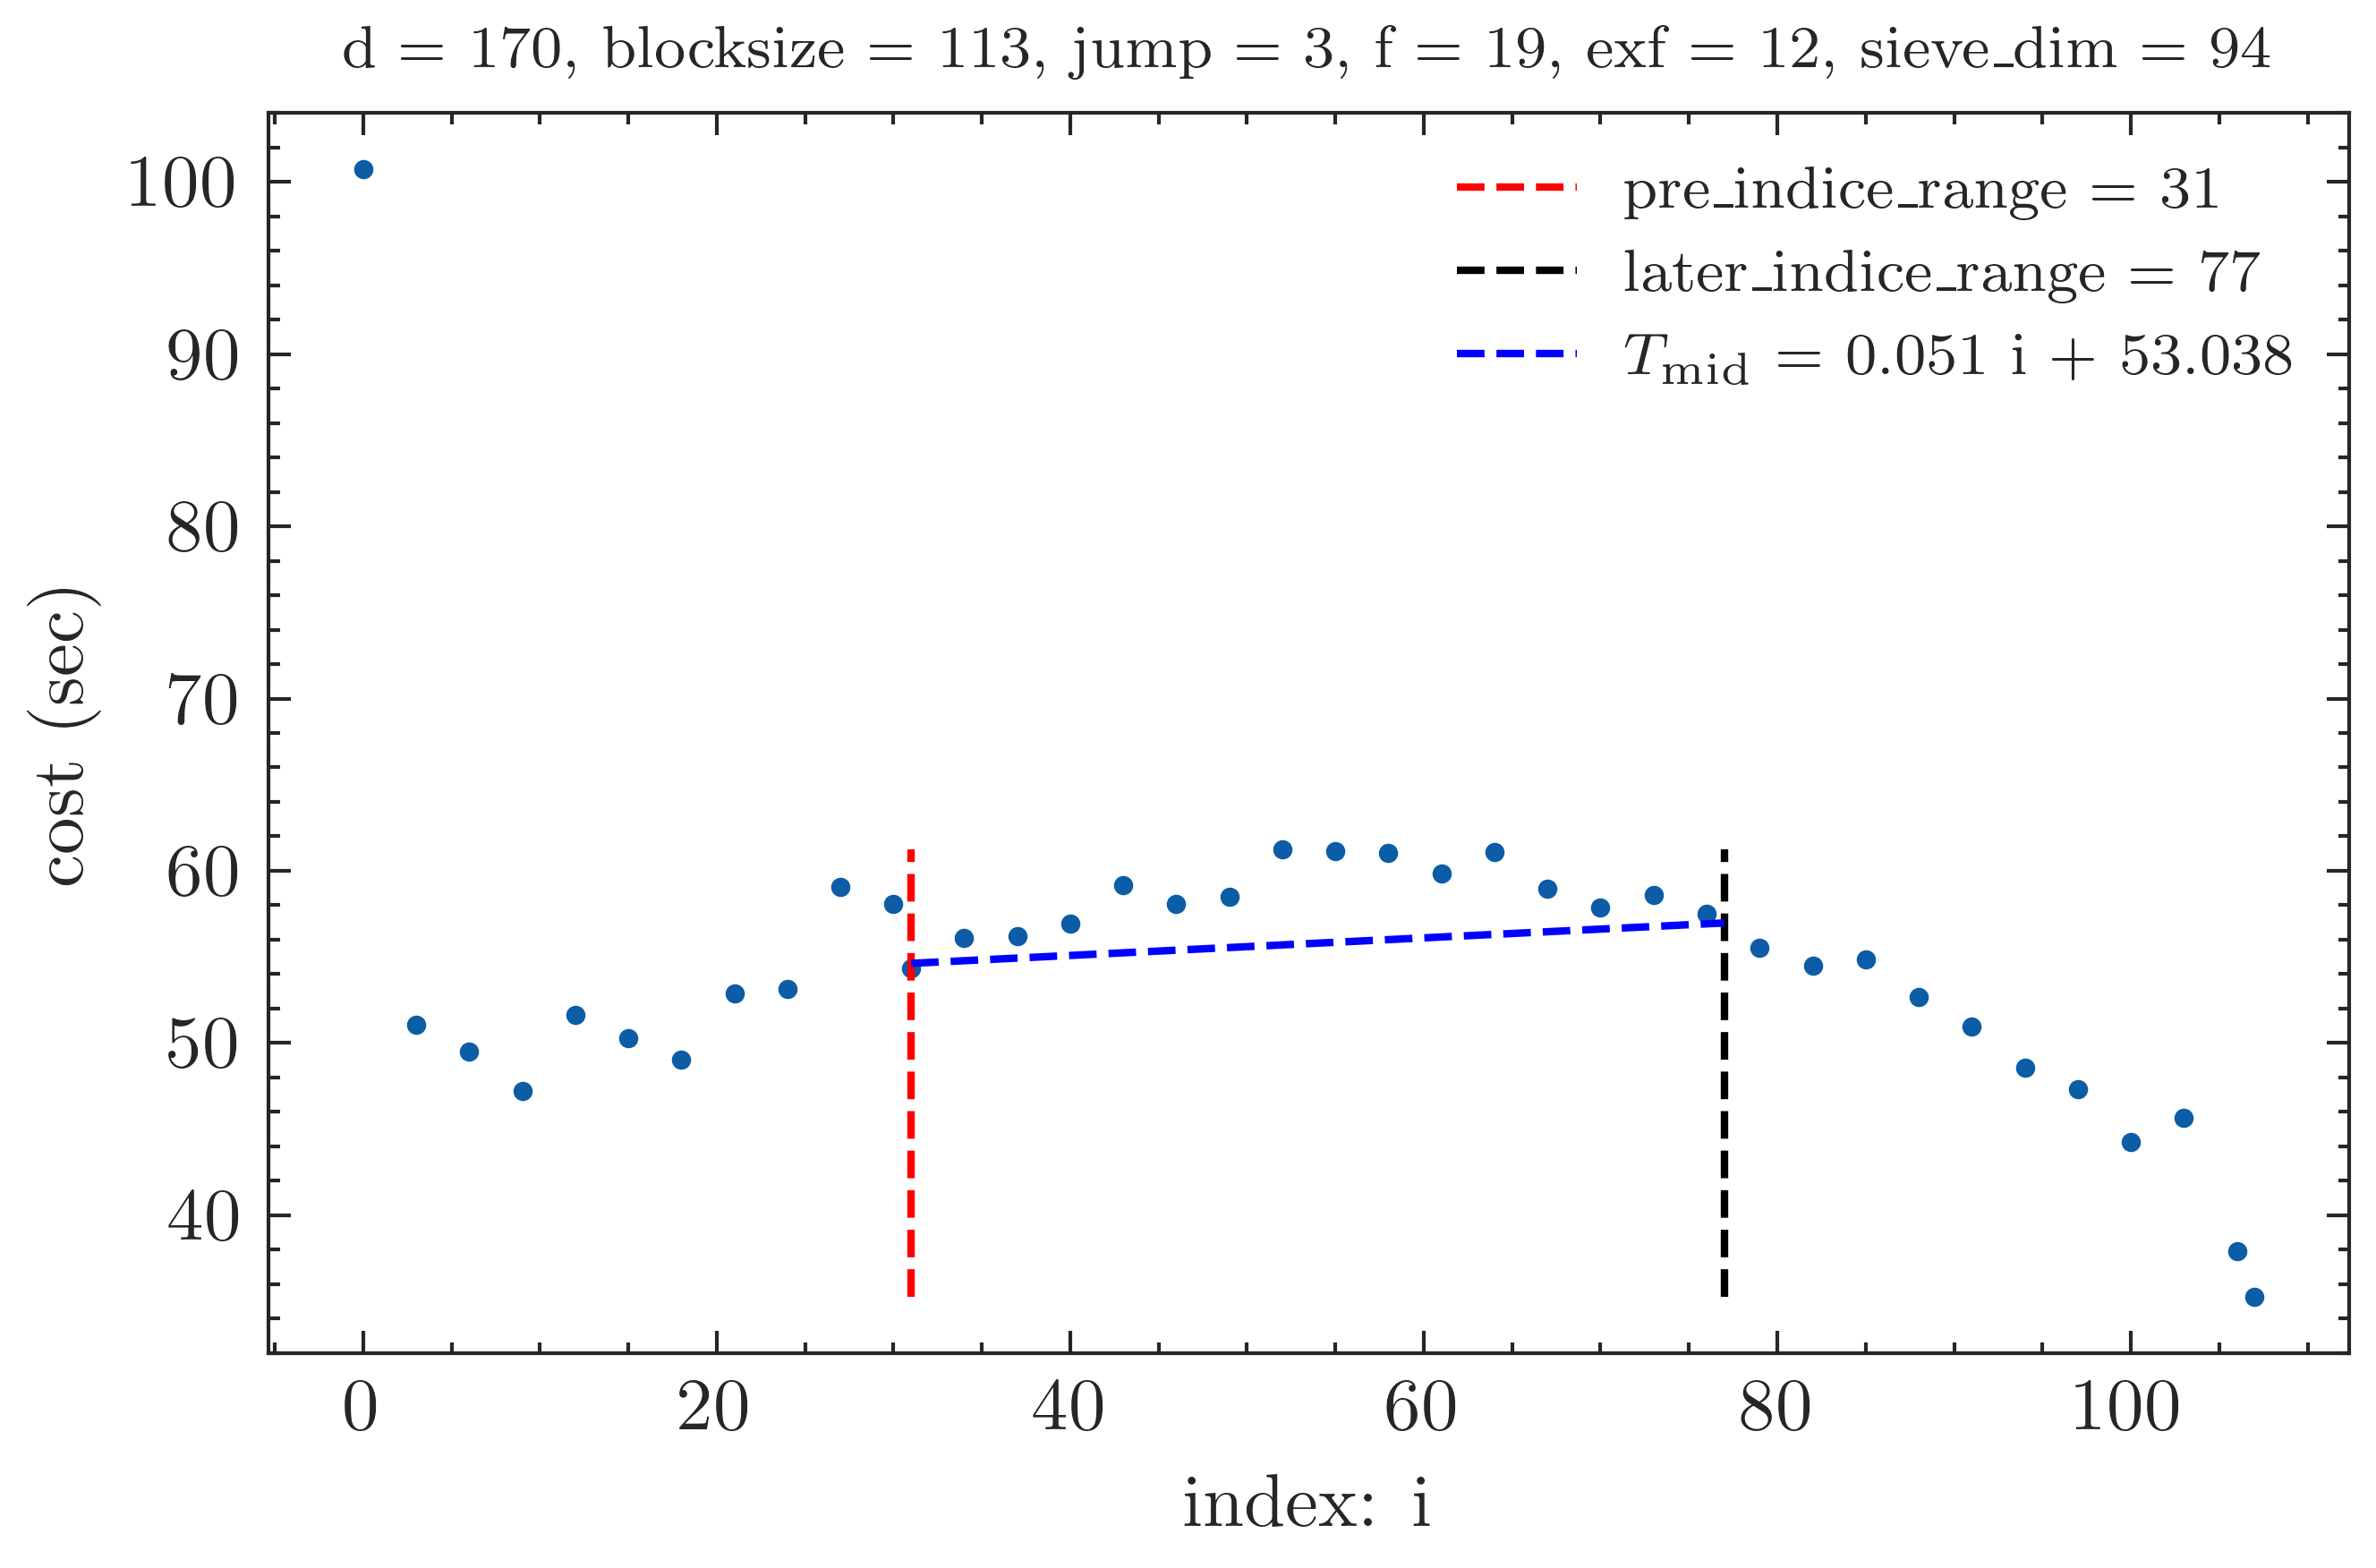 d = 170, blocksize = 113, jump = 3, f = 19, exf = 12, sieve_dim = 94
100
90
80
70
60
50
40
cost (sec)
pre_indice_range = 31
later_indice_range = 77
T_mid = 0.051 i + 53.038
0 20 40 60 80 100
index: i